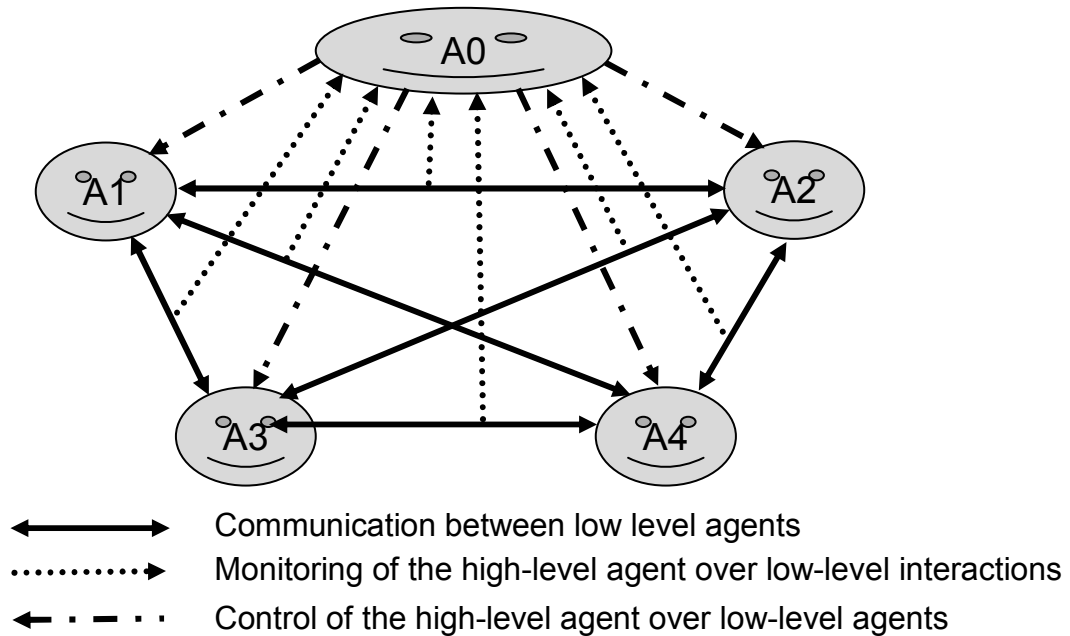 A0
A1
A2
A3
A4
Communication between low level agents
Monitoring of the high-level agent over low-level interactions
Control of the high-level agent over low-level agents